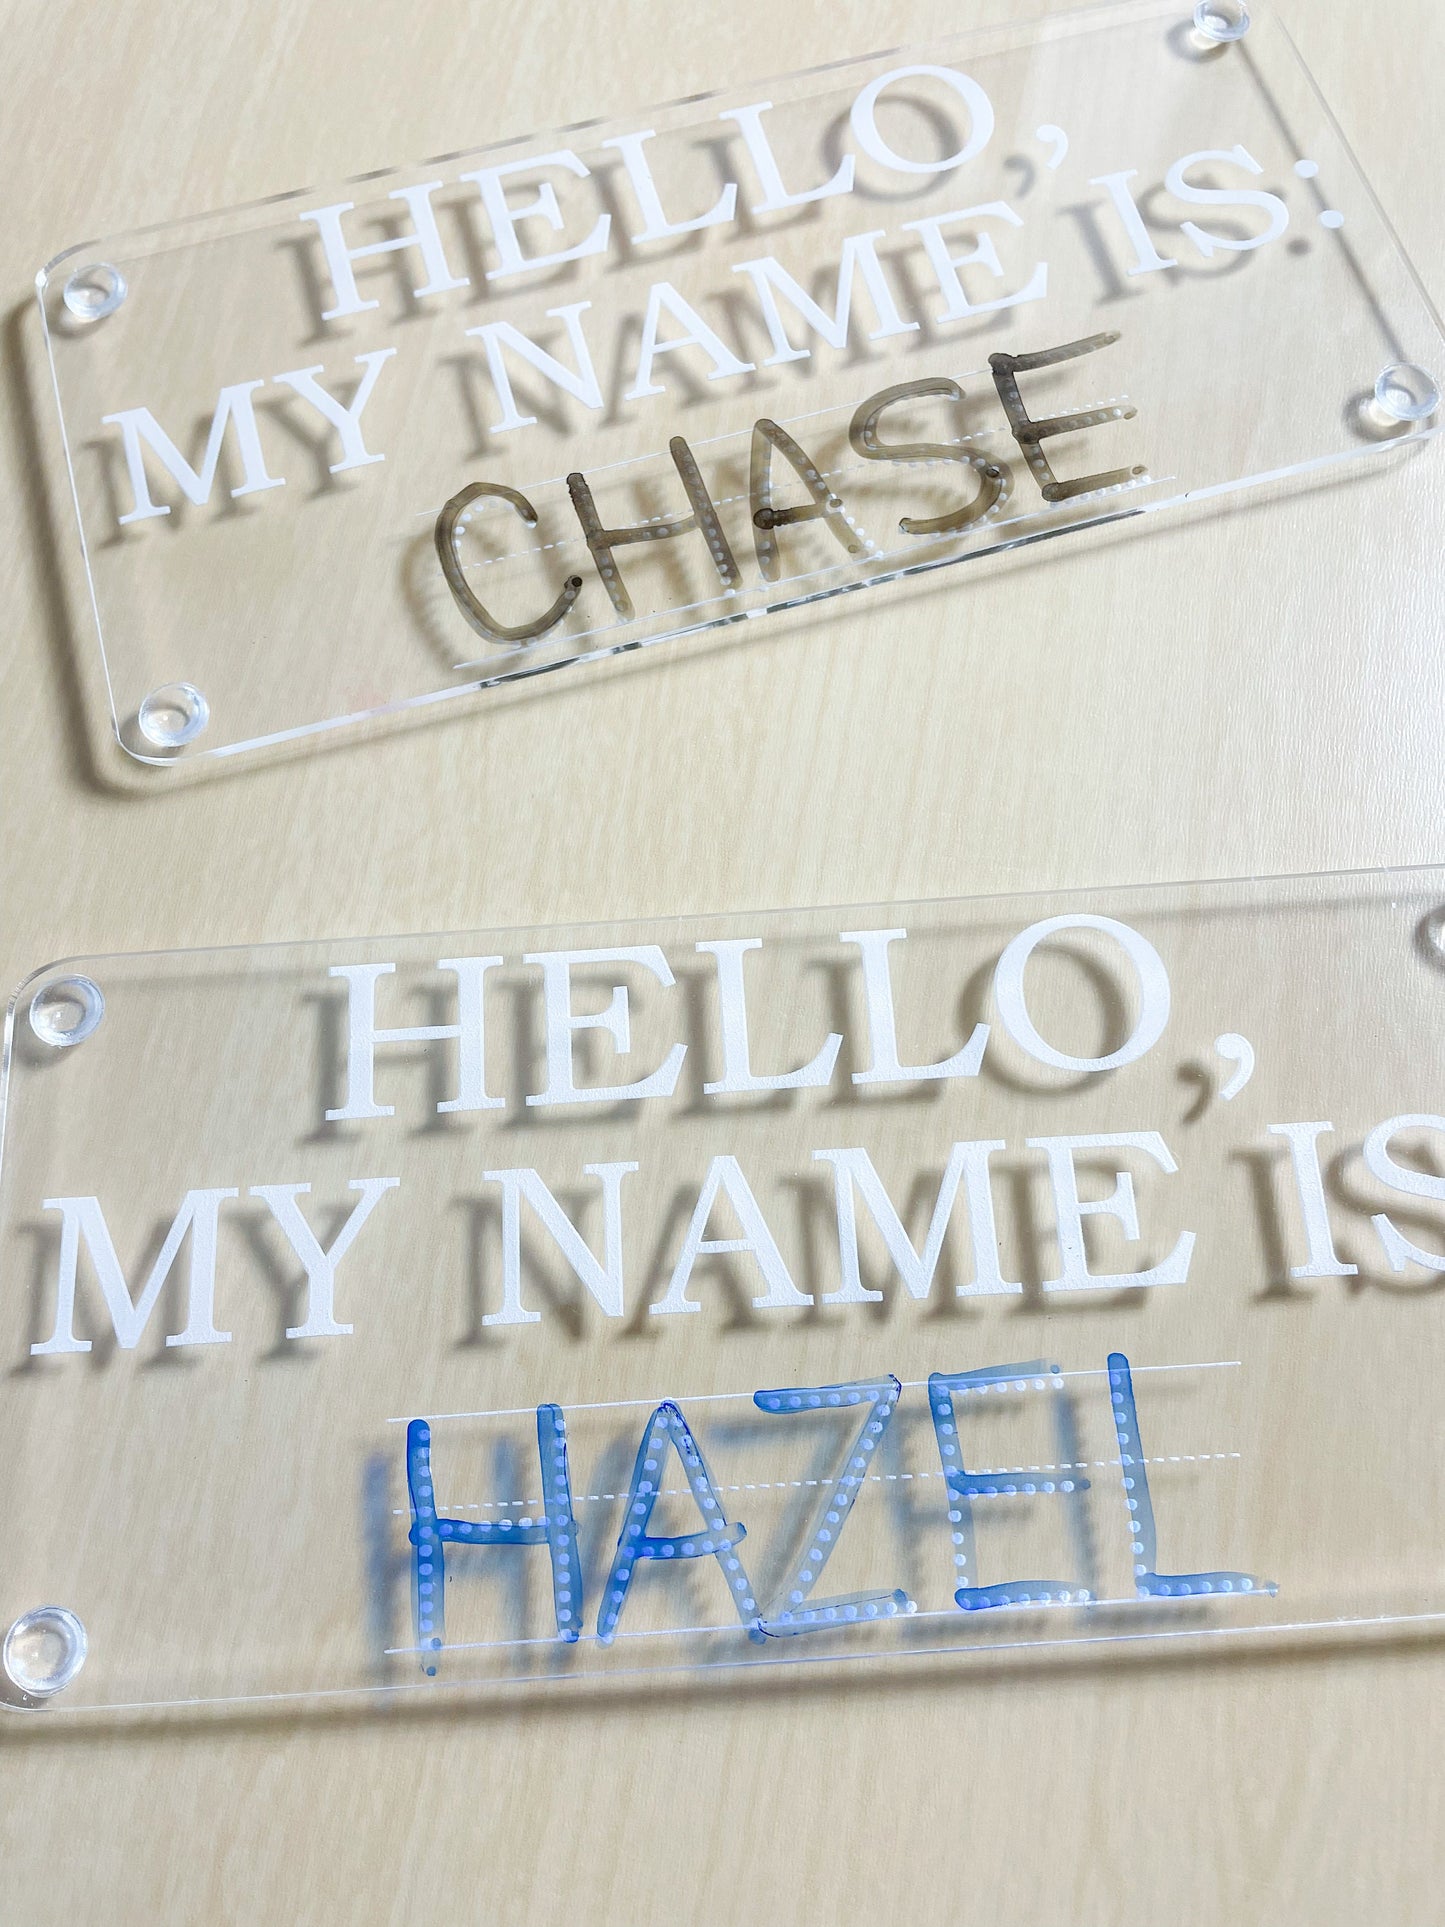 HELLO,
MY NAME IS:
CHASE
HELLO,
MY NAME IS
HAZEL